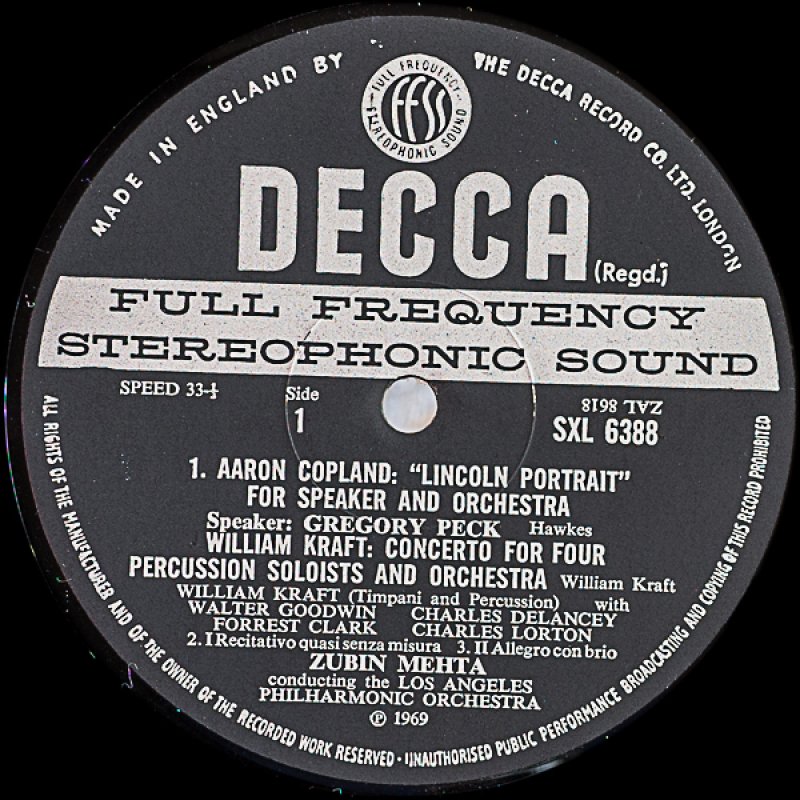 MADE IN ENGLAND BY THE DECCA RECORD CO. LTD. LONDON
FULL FREQUENCY
FFSS
STEREOPHONIC SOUND
DECCA
(Regd.)
FULL FREQUENCY
STEREOPHONIC SOUND
SPEED 33⅓
Side
1
ZAL 8618
SXL 6388
1. AARON COPLAND: “LINCOLN PORTRAIT”
FOR SPEAKER AND ORCHESTRA
Speaker: GREGORY PECK Hawkes
WILLIAM KRAFT: CONCERTO FOR FOUR
PERCUSSION SOLOISTS AND ORCHESTRA William Kraft
WILLIAM KRAFT (Timpani and Percussion) with
WALTER GOODWIN CHARLES DELANCEY
FORREST CLARK CHARLES LORTON
2. I Recitativo quasi senza misura 3. II Allegro con brio
ZUBIN MEHTA
conducting the LOS ANGELES
PHILHARMONIC ORCHESTRA
℗ 1969
ALL RIGHTS OF THE MANUFACTURER AND OF THE OWNER OF THE RECORDED WORK RESERVED · UNAUTHORISED PUBLIC PERFORMANCE BROADCASTING AND COPYING OF THIS RECORD PROHIBITED